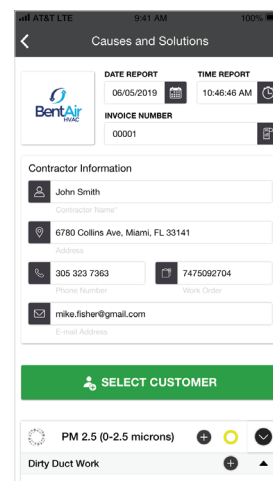 AT&T LTE 9:41 AM 100%
Causes and Solutions
DATE REPORT TIME REPORT
BentAir
HVAC
06/05/2019 10:46:46 AM
INVOICE NUMBER
00001
Contractor Information
John Smith
Contractor Name*
6780 Collins Ave, Miami, FL 33141
Address
305 323 7363 7475092704
Phone Number Work Order
mike.fisher@gmail.com
E-mail Address
SELECT CUSTOMER
PM 2.5 (0-2.5 microns)
Dirty Duct Work